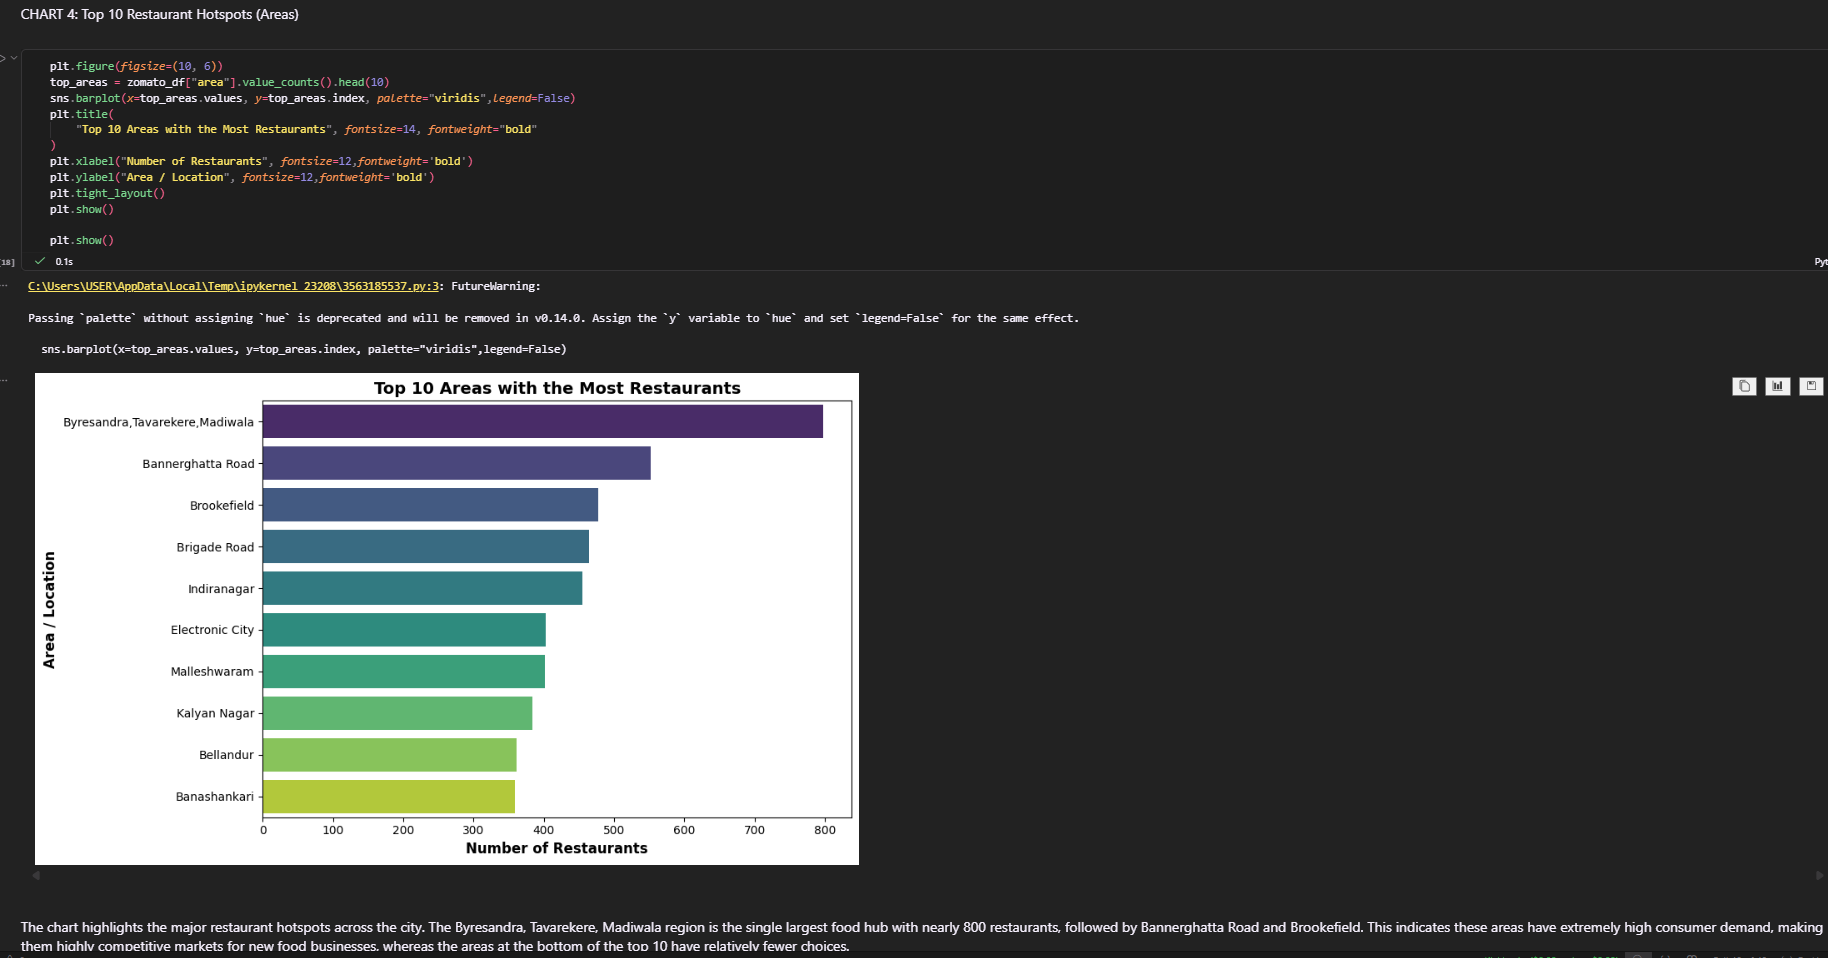 CHART 4: Top 10 Restaurant Hotspots (Areas)
plt.figure(figsize=(10, 6))
top_areas = zomato_df["area"].value_counts().head(10)
sns.barplot(x=top_areas.values, y=top_areas.index, palette="viridis",legend=False)
plt.title(
"Top 10 Areas with the Most Restaurants", fontsize=14, fontweight="bold"
)
plt.xlabel("Number of Restaurants", fontsize=12,fontweight='bold')
plt.ylabel("Area / Location", fontsize=12,fontweight='bold')
plt.tight_layout()
plt.show()
plt.show()
[18]
0.1s
Pyt
C:\Users\USER\AppData\Local\Temp\ipykernel_23208\3563185537.py:3: FutureWarning:
Passing `palette` without assigning `hue` is deprecated and will be removed in v0.14.0. Assign the `y` variable to `hue` and set `legend=False` for the same effect.
sns.barplot(x=top_areas.values, y=top_areas.index, palette="viridis",legend=False)
Top 10 Areas with the Most Restaurants
Area / Location
Byresandra,Tavarekere,Madiwala
Bannerghatta Road
Brookefield
Brigade Road
Indiranagar
Electronic City
Malleshwaram
Kalyan Nagar
Bellandur
Banashankari
0 100 200 300 400 500 600 700 800
Number of Restaurants
The chart highlights the major restaurant hotspots across the city. The Byresandra, Tavarekere, Madiwala region is the single largest food hub with nearly 800 restaurants, followed by Bannerghatta Road and Brookefield. This indicates these areas have extremely high consumer demand, making
them highly competitive markets for new food businesses, whereas the areas at the bottom of the top 10 have relatively fewer choices.